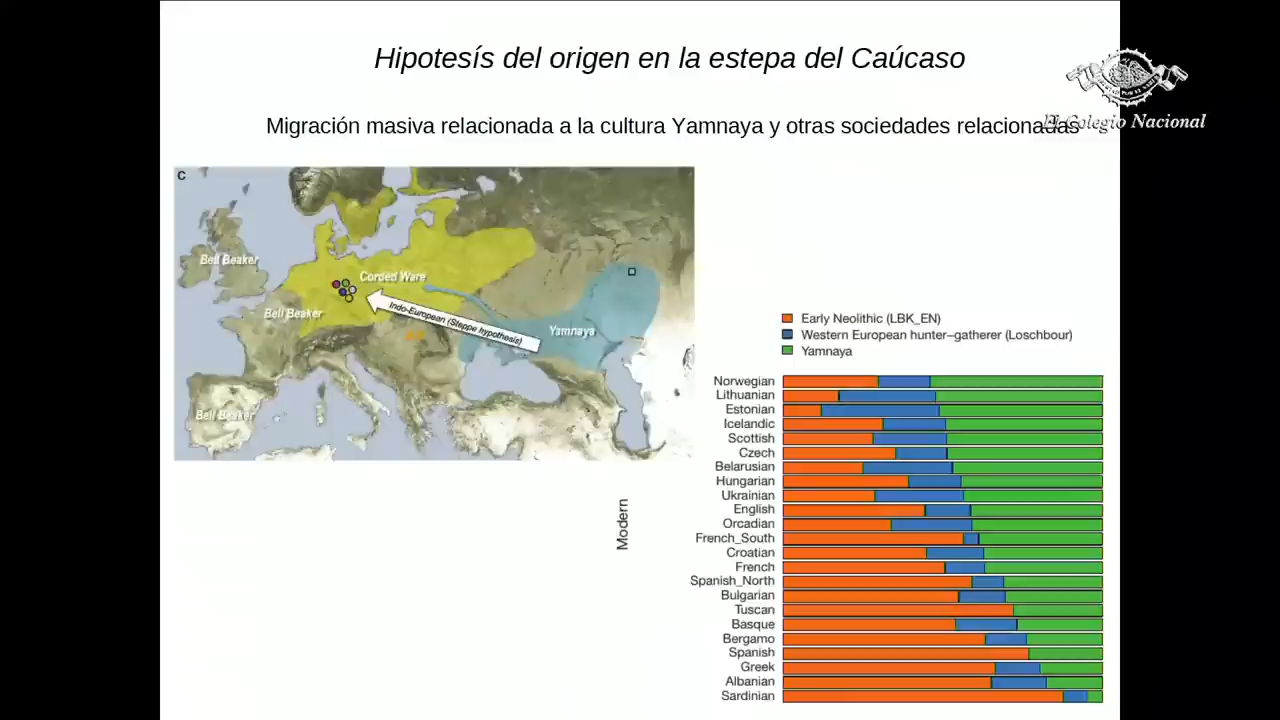 Hipotesís del origen en la estepa del Caúcaso
Migración masiva relacionada a la cultura Yamnaya y otras sociedades relacionadas
El Colegio Nacional
C
Bell Beaker
Corded Ware
Bell Beaker
Indo-European (Steppe hypothesis)
Yamnaya
Bell Beaker
Early Neolithic (LBK_EN)
Western European hunter–gatherer (Loschbour)
Yamnaya
Modern
Norwegian
Lithuanian
Estonian
Icelandic
Scottish
Czech
Belarusian
Hungarian
Ukrainian
English
Orcadian
French_South
Croatian
French
Spanish_North
Bulgarian
Tuscan
Basque
Bergamo
Spanish
Greek
Albanian
Sardinian